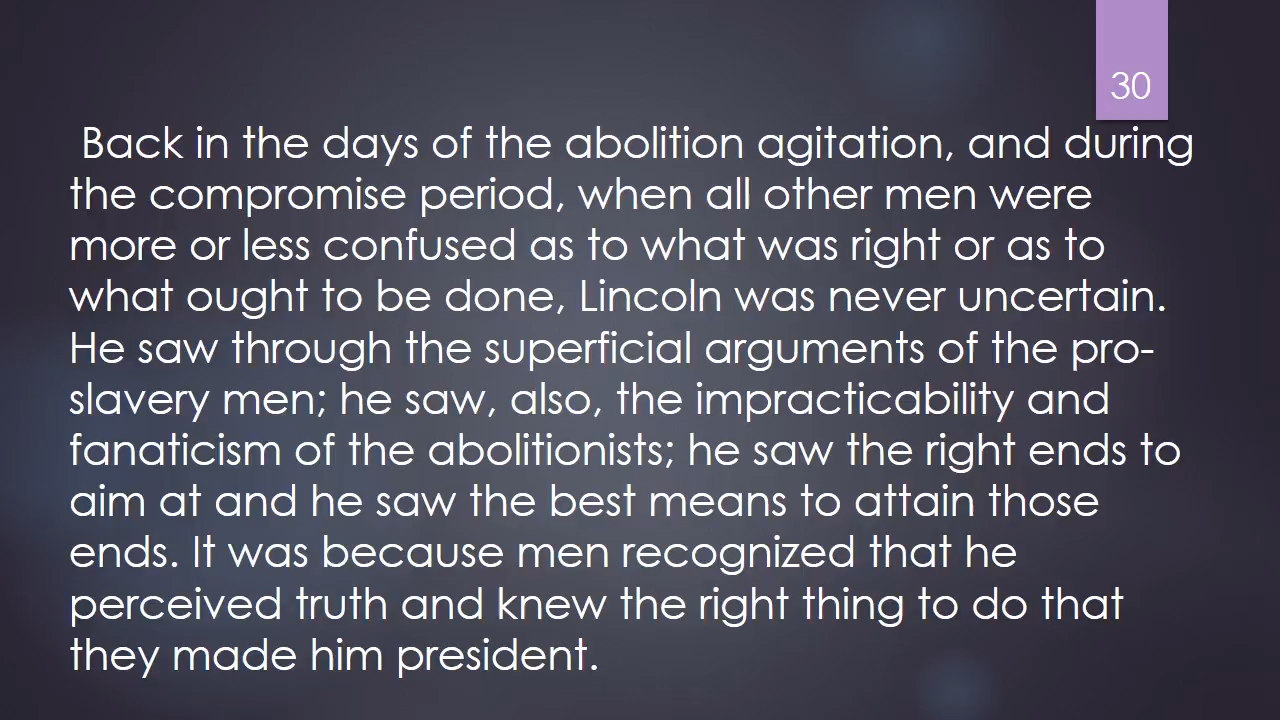 30
Back in the days of the abolition agitation, and during
the compromise period, when all other men were
more or less confused as to what was right or as to
what ought to be done, Lincoln was never uncertain.
He saw through the superficial arguments of the pro-
slavery men; he saw, also, the impracticability and
fanaticism of the abolitionists; he saw the right ends to
aim at and he saw the best means to attain those
ends. It was because men recognized that he
perceived truth and knew the right thing to do that
they made him president.